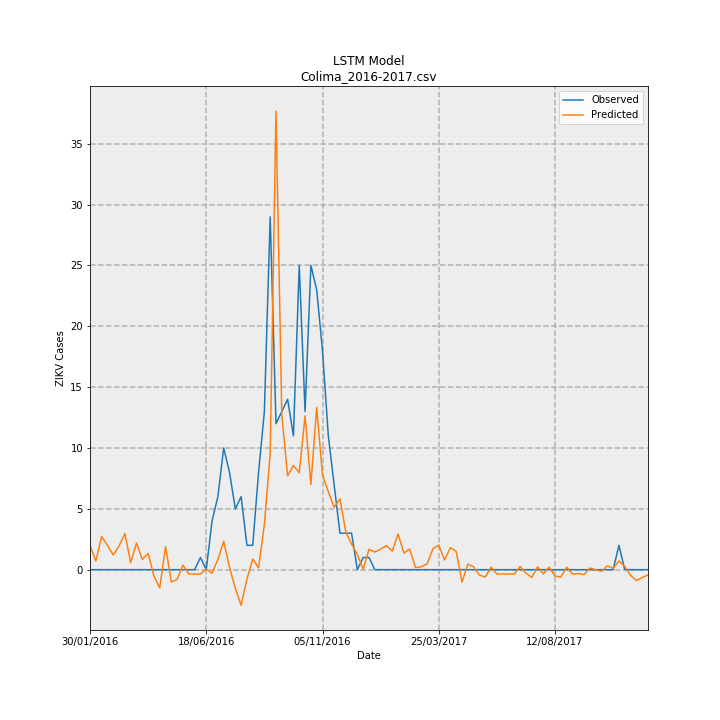 LSTM Model
Colima_2016-2017.csv
Observed
Predicted
35
30
25
20
15
10
5
0
ZIKV Cases
30/01/2016
18/06/2016
05/11/2016
25/03/2017
12/08/2017
Date